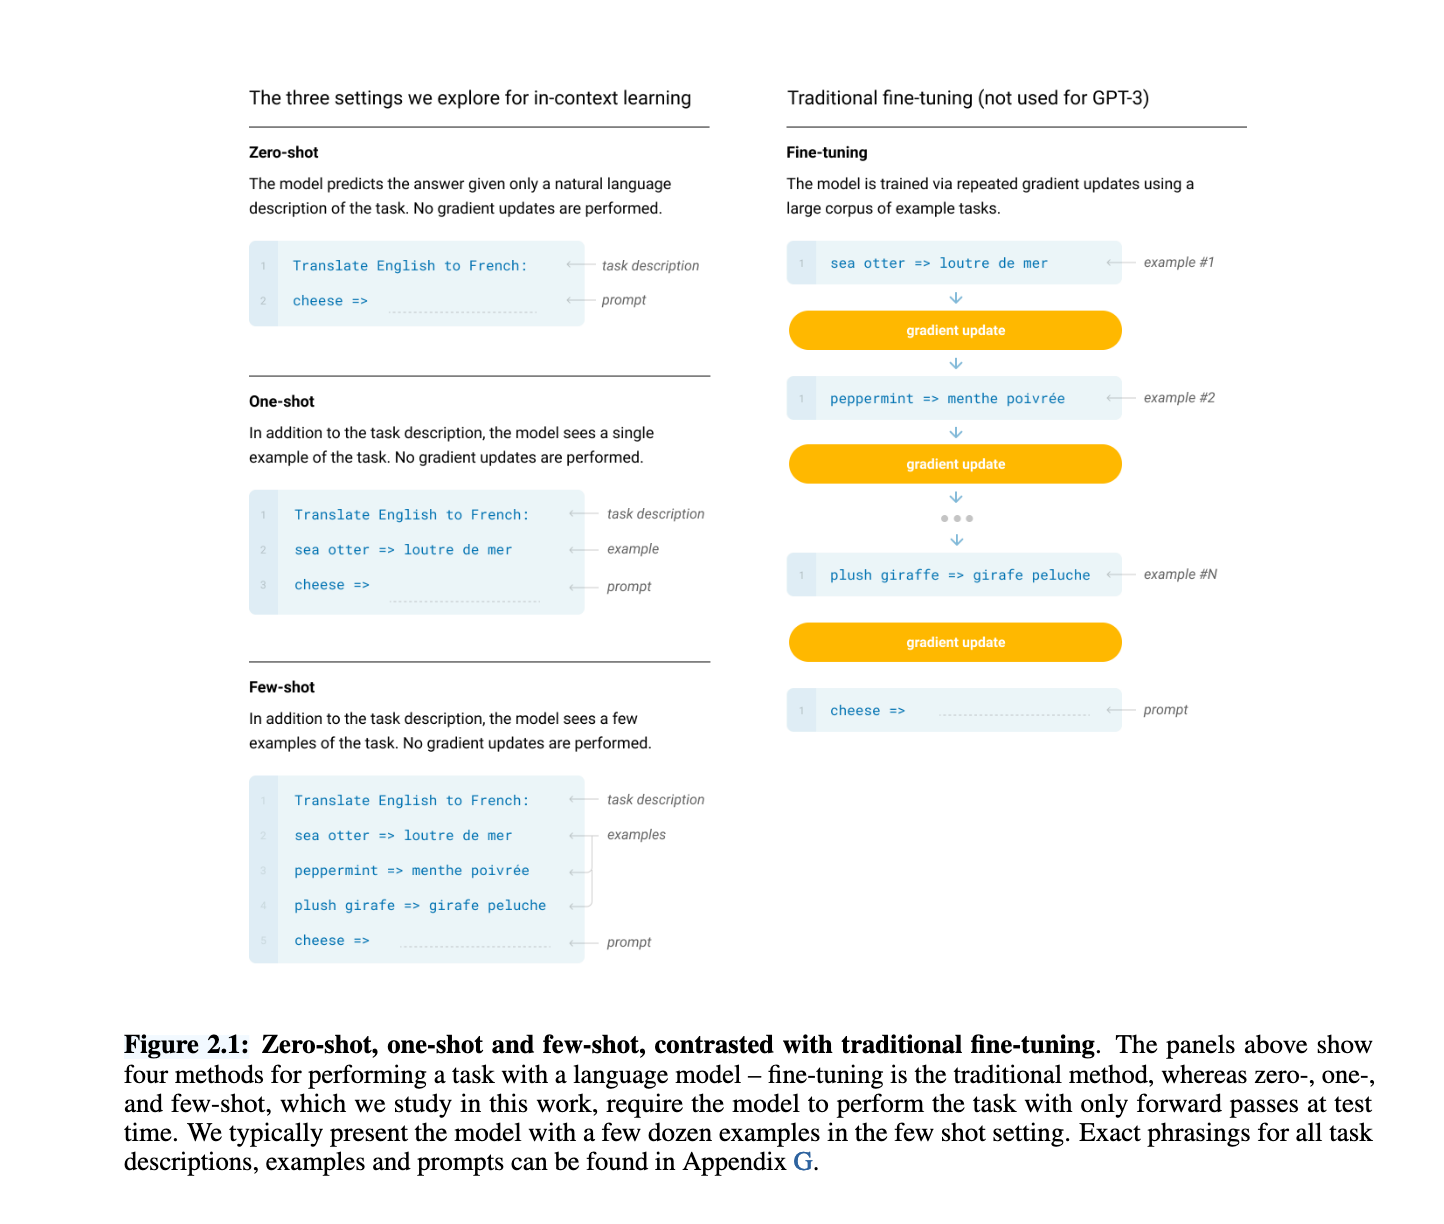 The three settings we explore for in-context learning
Zero-shot
The model predicts the answer given only a natural language
description of the task. No gradient updates are performed.
1 Translate English to French: task description
2 cheese => prompt
One-shot
In addition to the task description, the model sees a single
example of the task. No gradient updates are performed.
1 Translate English to French: task description
2 sea otter => loutre de mer example
3 cheese => prompt
Few-shot
In addition to the task description, the model sees a few
examples of the task. No gradient updates are performed.
1 Translate English to French: task description
2 sea otter => loutre de mer examples
3 peppermint => menthe poivrée
4 plush girafe => girafe peluche
5 cheese => prompt
Traditional fine-tuning (not used for GPT-3)
Fine-tuning
The model is trained via repeated gradient updates using a
large corpus of example tasks.
1 sea otter => loutre de mer example #1
gradient update
1 peppermint => menthe poivrée example #2
gradient update
1 plush giraffe => girafe peluche example #N
gradient update
1 cheese => prompt
Figure 2.1: Zero-shot, one-shot and few-shot, contrasted with traditional fine-tuning. The panels above show
four methods for performing a task with a language model – fine-tuning is the traditional method, whereas zero-, one-,
and few-shot, which we study in this work, require the model to perform the task with only forward passes at test
time. We typically present the model with a few dozen examples in the few shot setting. Exact phrasings for all task
descriptions, examples and prompts can be found in Appendix G.